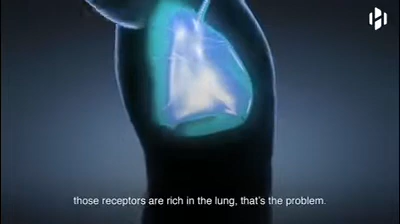 those receptors are rich in the lung, that's the problem.